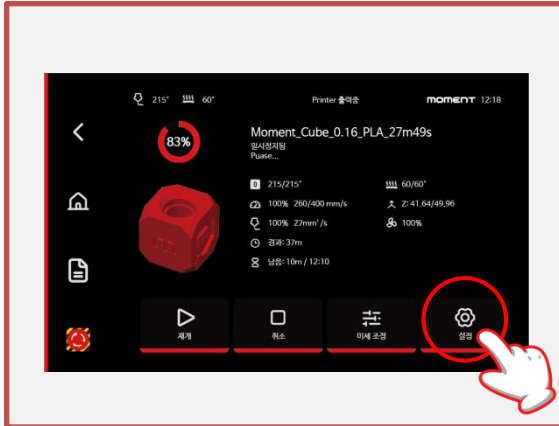 215° 60° Printer 출력중 moment 12:18
83%
Moment_Cube_0.16_PLA_27m49s
일시정지됨
Puase...
0 215/215° 60/60°
100% 260/400 mm/s Z: 41,64/49,96
100% 27mm³/s 100%
경과: 37m
남음: 10m / 12:10
재개 취소 미세 조정 설정